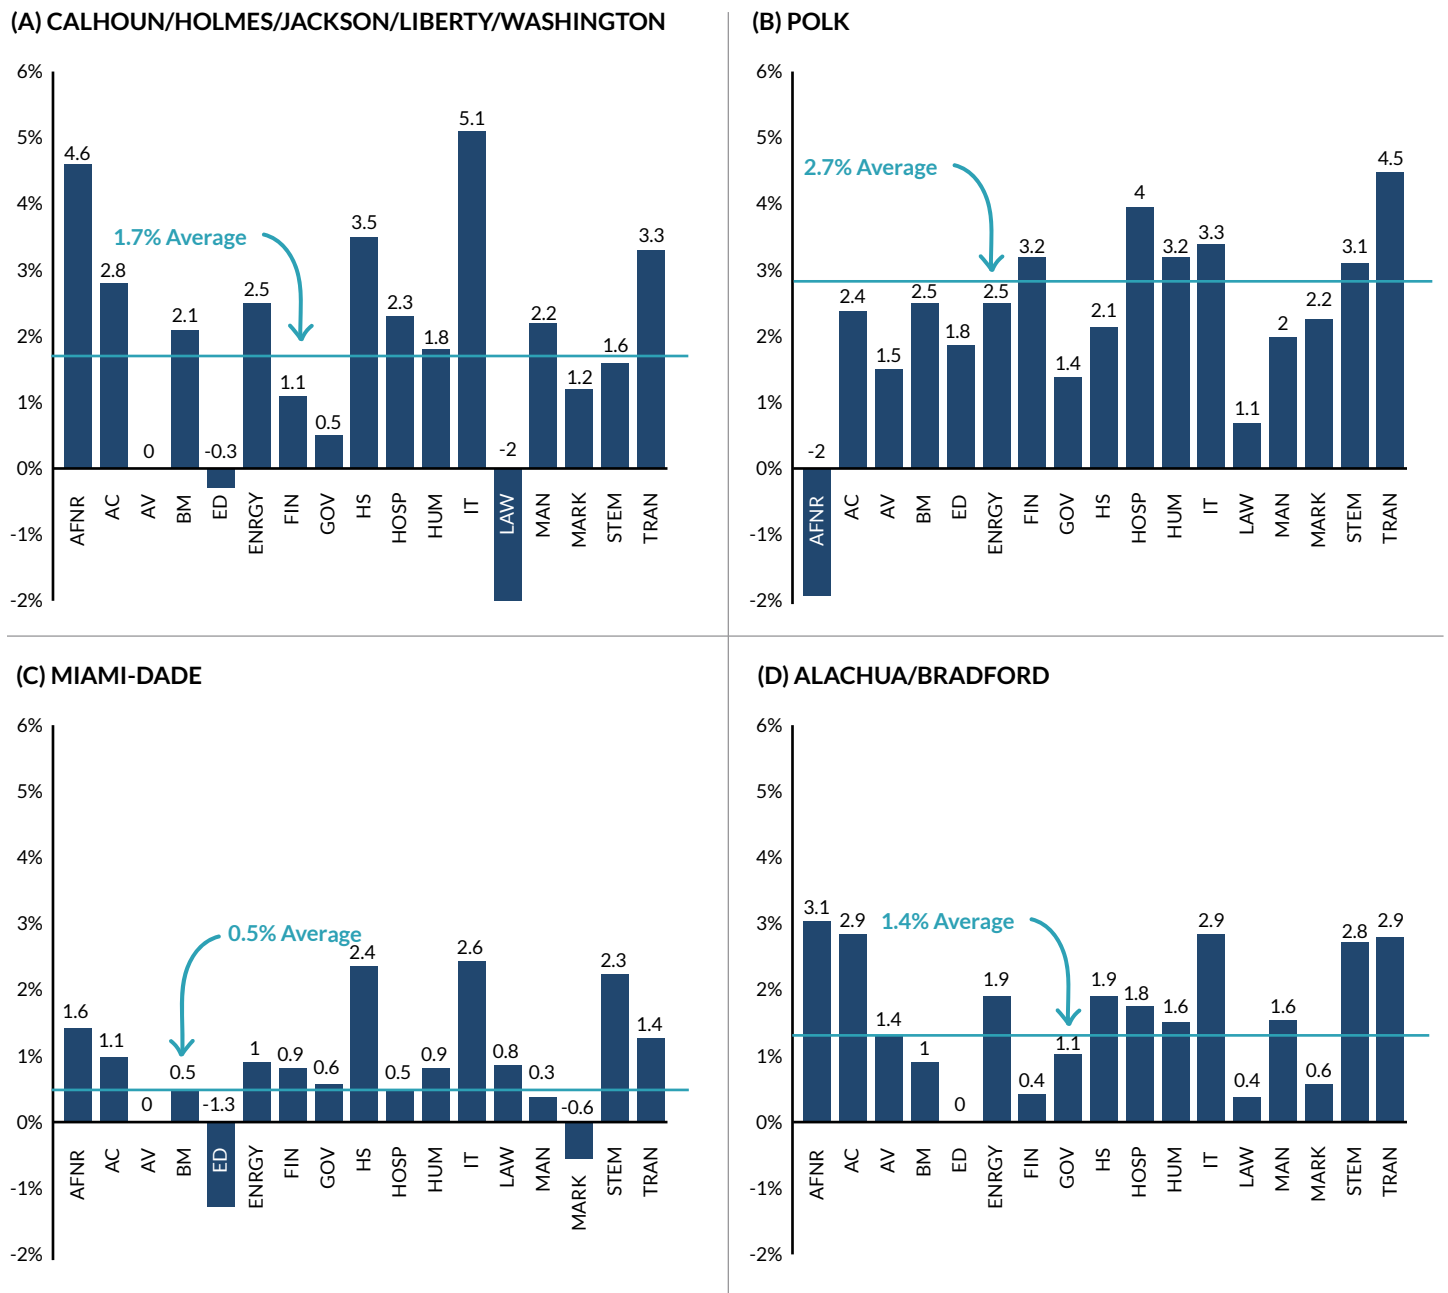 (A) CALHOUN/HOLMES/JACKSON/LIBERTY/WASHINGTON
6%
5%
4%
3%
2%
1%
0%
-1%
-2%
1.7% Average
4.6
2.8
0
2.1
-0.3
2.5
1.1
0.5
3.5
2.3
1.8
5.1
-2
2.2
1.2
1.6
3.3
AFNR
AC
AV
BM
ED
ENRGY
FIN
GOV
HS
HOSP
HUM
IT
LAW
MAN
MARK
STEM
TRAN
(B) POLK
6%
5%
4%
3%
2%
1%
0%
-1%
-2%
2.7% Average
-2
2.4
1.5
2.5
1.8
2.5
3.2
1.4
2.1
4
3.2
3.3
1.1
2
2.2
3.1
4.5
AFNR
AC
AV
BM
ED
ENRGY
FIN
GOV
HS
HOSP
HUM
IT
LAW
MAN
MARK
STEM
TRAN
(C) MIAMI-DADE
6%
5%
4%
3%
2%
1%
0%
-1%
-2%
0.5% Average
1.6
1.1
0
0.5
-1.3
1
0.9
0.6
2.4
0.5
0.9
2.6
0.8
0.3
-0.6
2.3
1.4
AFNR
AC
AV
BM
ED
ENRGY
FIN
GOV
HS
HOSP
HUM
IT
LAW
MAN
MARK
STEM
TRAN
(D) ALACHUA/BRADFORD
6%
5%
4%
3%
2%
1%
0%
-1%
-2%
1.4% Average
3.1
2.9
1.4
1
0
1.9
0.4
1.1
1.9
1.8
1.6
2.9
0.4
1.6
0.6
2.8
2.9
AFNR
AC
AV
BM
ED
ENRGY
FIN
GOV
HS
HOSP
HUM
IT
LAW
MAN
MARK
STEM
TRAN